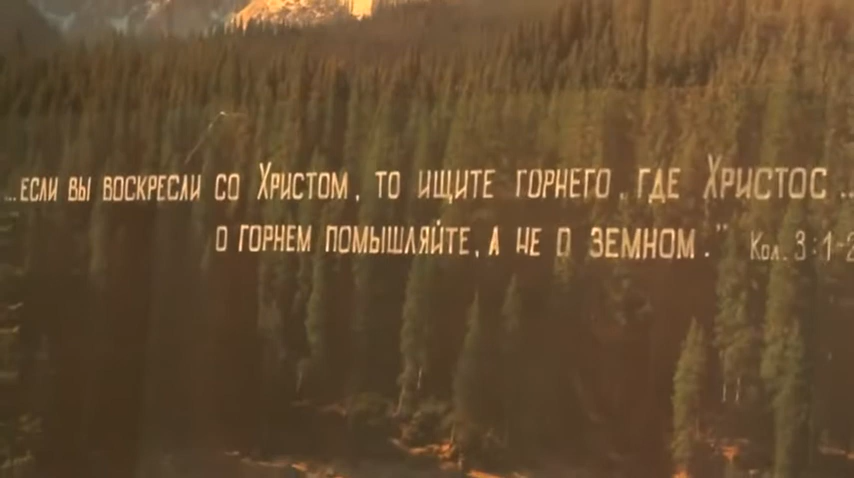 ...ЕСЛИ ВЫ ВОСКРЕСЛИ СО ХРИСТОМ, ТО ИЩИТЕ ГОРНЕГО, ГДЕ ХРИСТОС ...
О ГОРНЕМ ПОМЫШЛЯЙТЕ, А НЕ О ЗЕМНОМ." Кол. 3:1-2